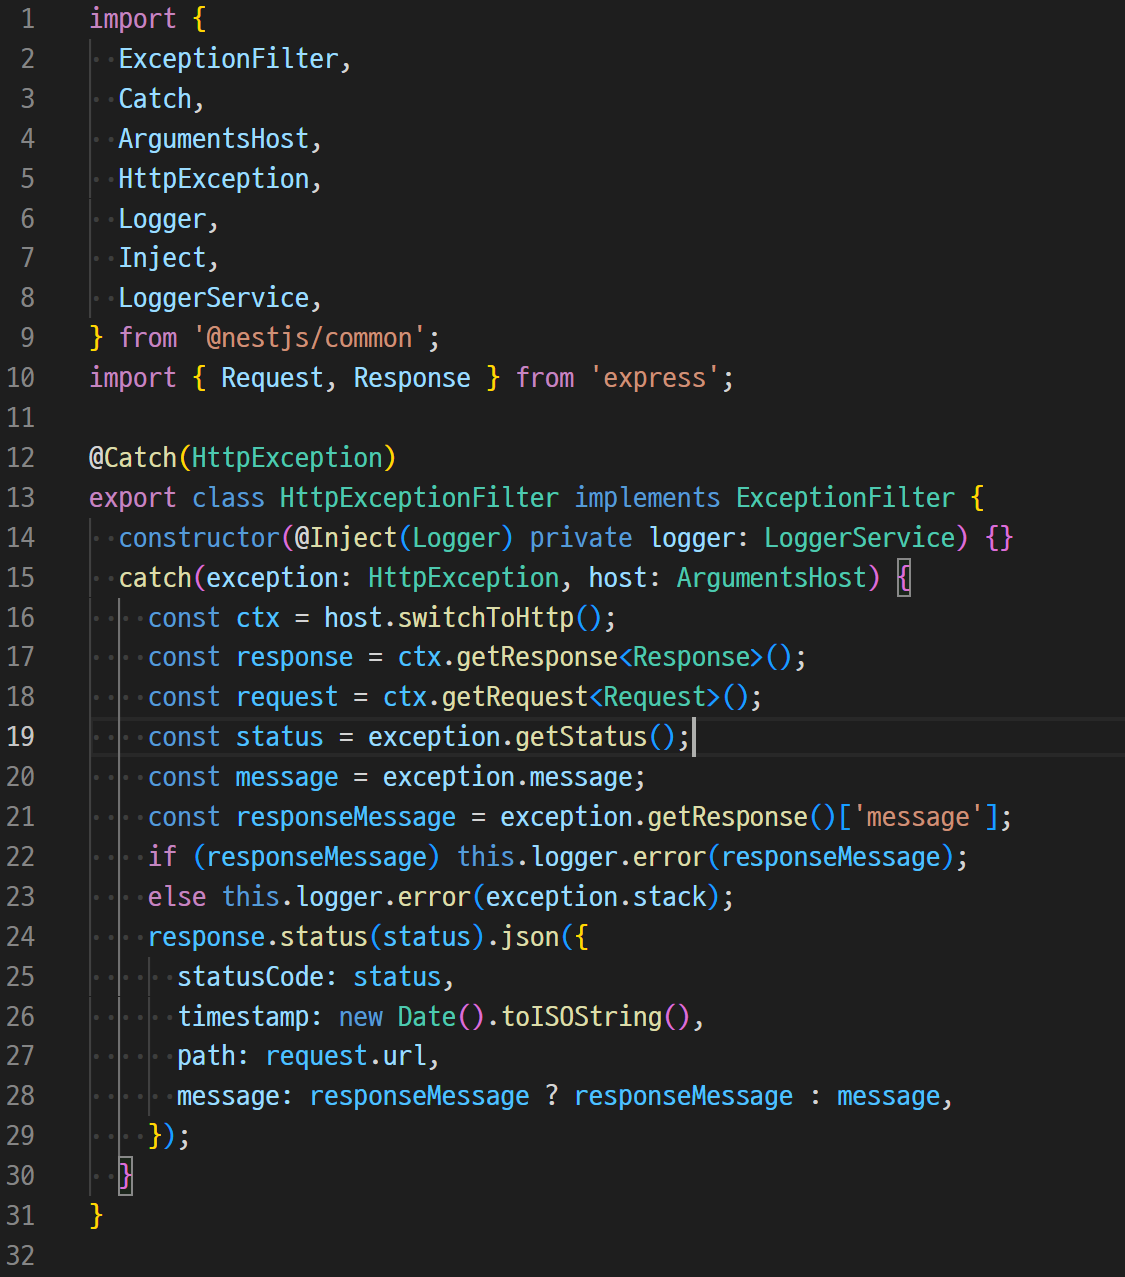 1 import {
2   ExceptionFilter,
3   Catch,
4   ArgumentsHost,
5   HttpException,
6   Logger,
7   Inject,
8   LoggerService,
9 } from '@nestjs/common';
10 import { Request, Response } from 'express';
11
12 @Catch(HttpException)
13 export class HttpExceptionFilter implements ExceptionFilter {
14   constructor(@Inject(Logger) private logger: LoggerService) {}
15   catch(exception: HttpException, host: ArgumentsHost) {
16     const ctx = host.switchToHttp();
17     const response = ctx.getResponse<Response>();
18     const request = ctx.getRequest<Request>();
19     const status = exception.getStatus();
20     const message = exception.message;
21     const responseMessage = exception.getResponse()['message'];
22     if (responseMessage) this.logger.error(responseMessage);
23     else this.logger.error(exception.stack);
24     response.status(status).json({
25       statusCode: status,
26       timestamp: new Date().toISOString(),
27       path: request.url,
28       message: responseMessage ? responseMessage : message,
29     });
30   }
31 }
32